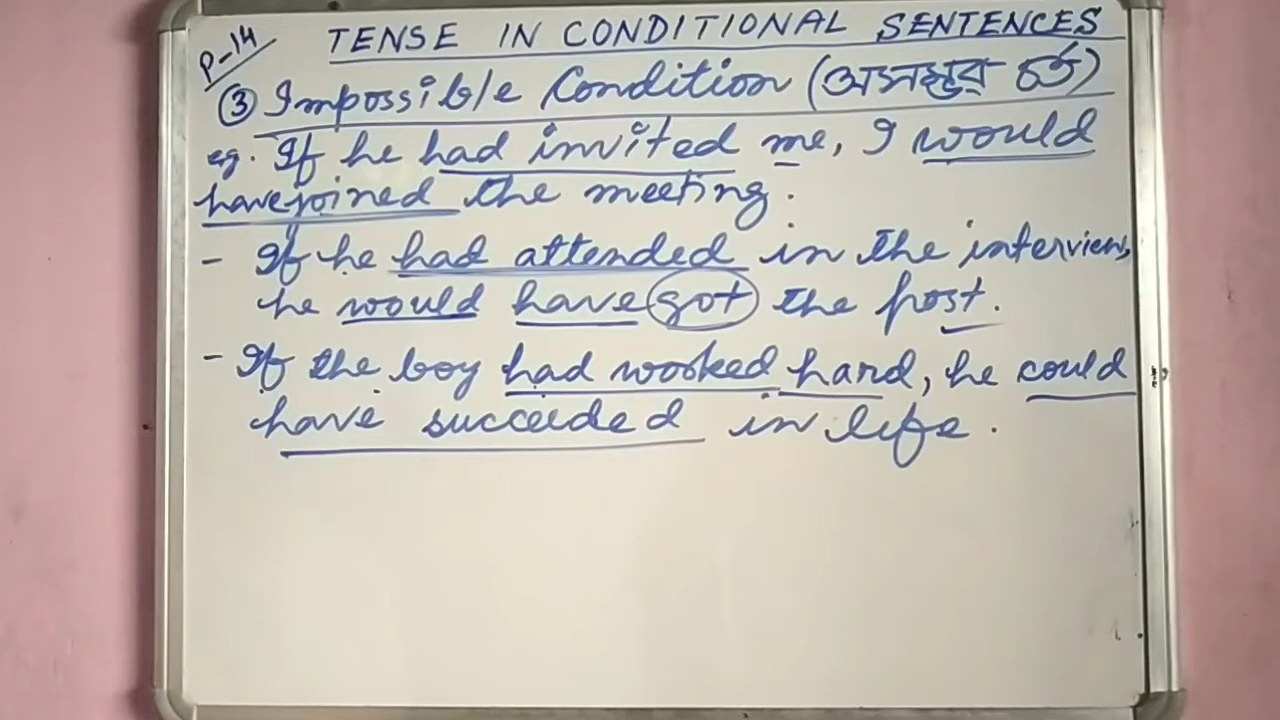 P-14
TENSE IN CONDITIONAL SENTENCES
③ Impossible Condition (অসম্ভৱ চৰ্ত)
eg. If he had invited me, I would
have joined the meeting.
- If he had attended in the interview,
he would have got the post.
- If the boy had worked hard, he could
have succeeded in life.